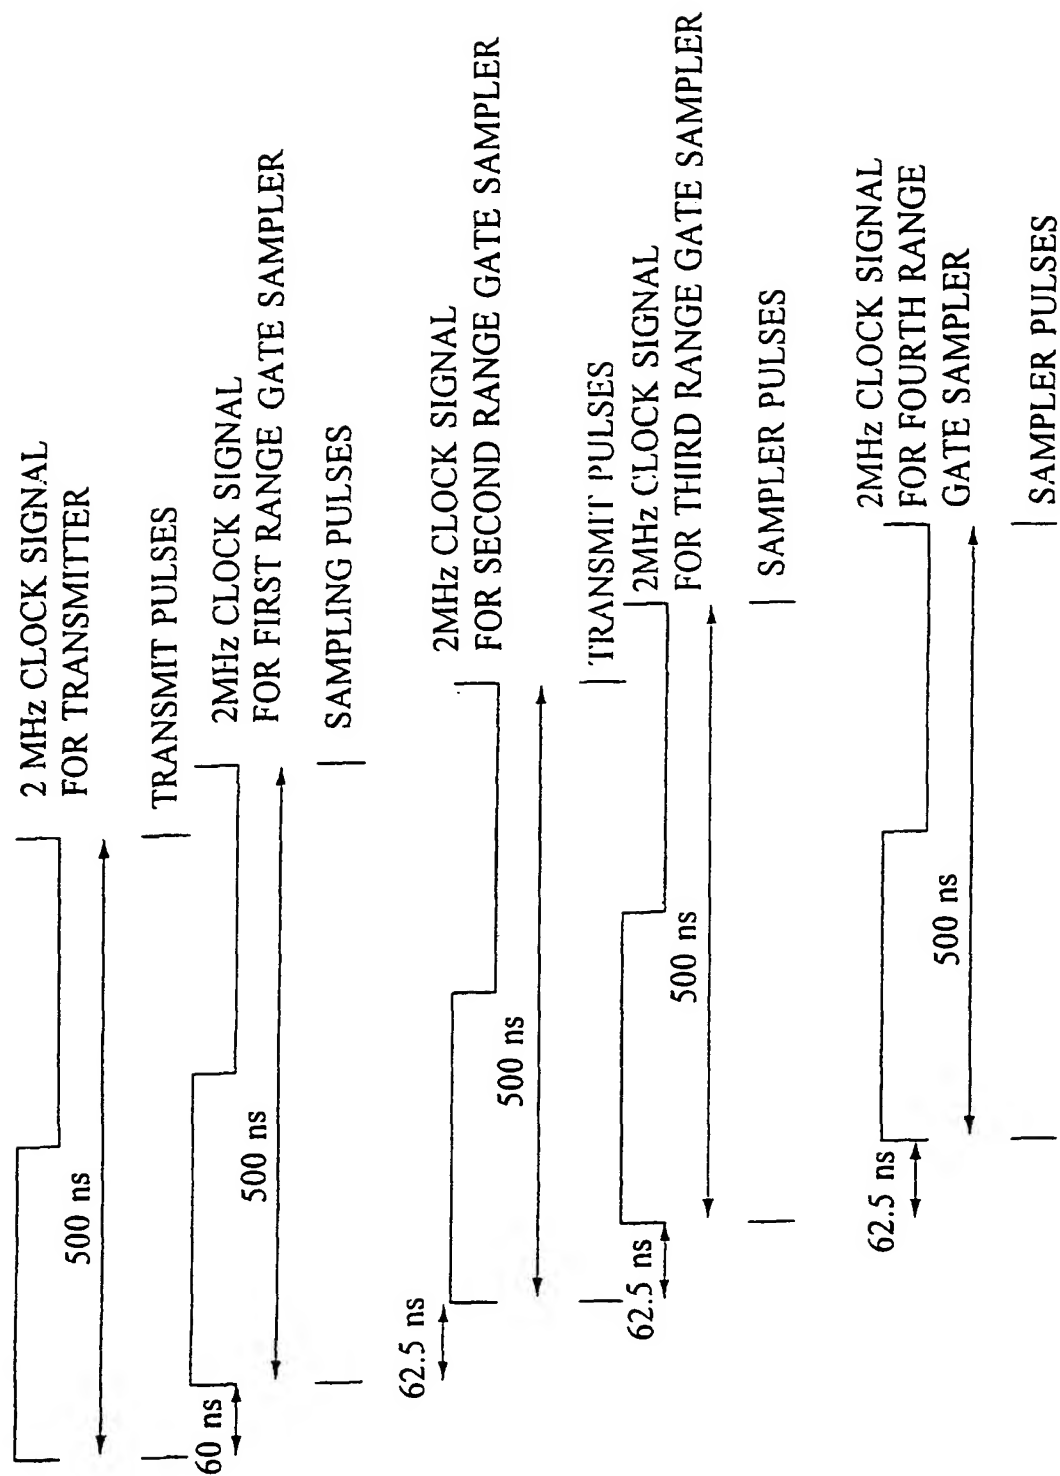 2 MHz CLOCK SIGNAL
FOR TRANSMITTER
500 ns
TRANSMIT PULSES
60 ns
2MHz CLOCK SIGNAL
FOR FIRST RANGE GATE SAMPLER
500 ns
SAMPLING PULSES
62.5 ns
2MHz CLOCK SIGNAL
FOR SECOND RANGE GATE SAMPLER
500 ns
TRANSMIT PULSES
62.5 ns
2MHz CLOCK SIGNAL
FOR THIRD RANGE GATE SAMPLER
500 ns
SAMPLER PULSES
62.5 ns
2MHz CLOCK SIGNAL
FOR FOURTH RANGE
GATE SAMPLER
500 ns
SAMPLER PULSES